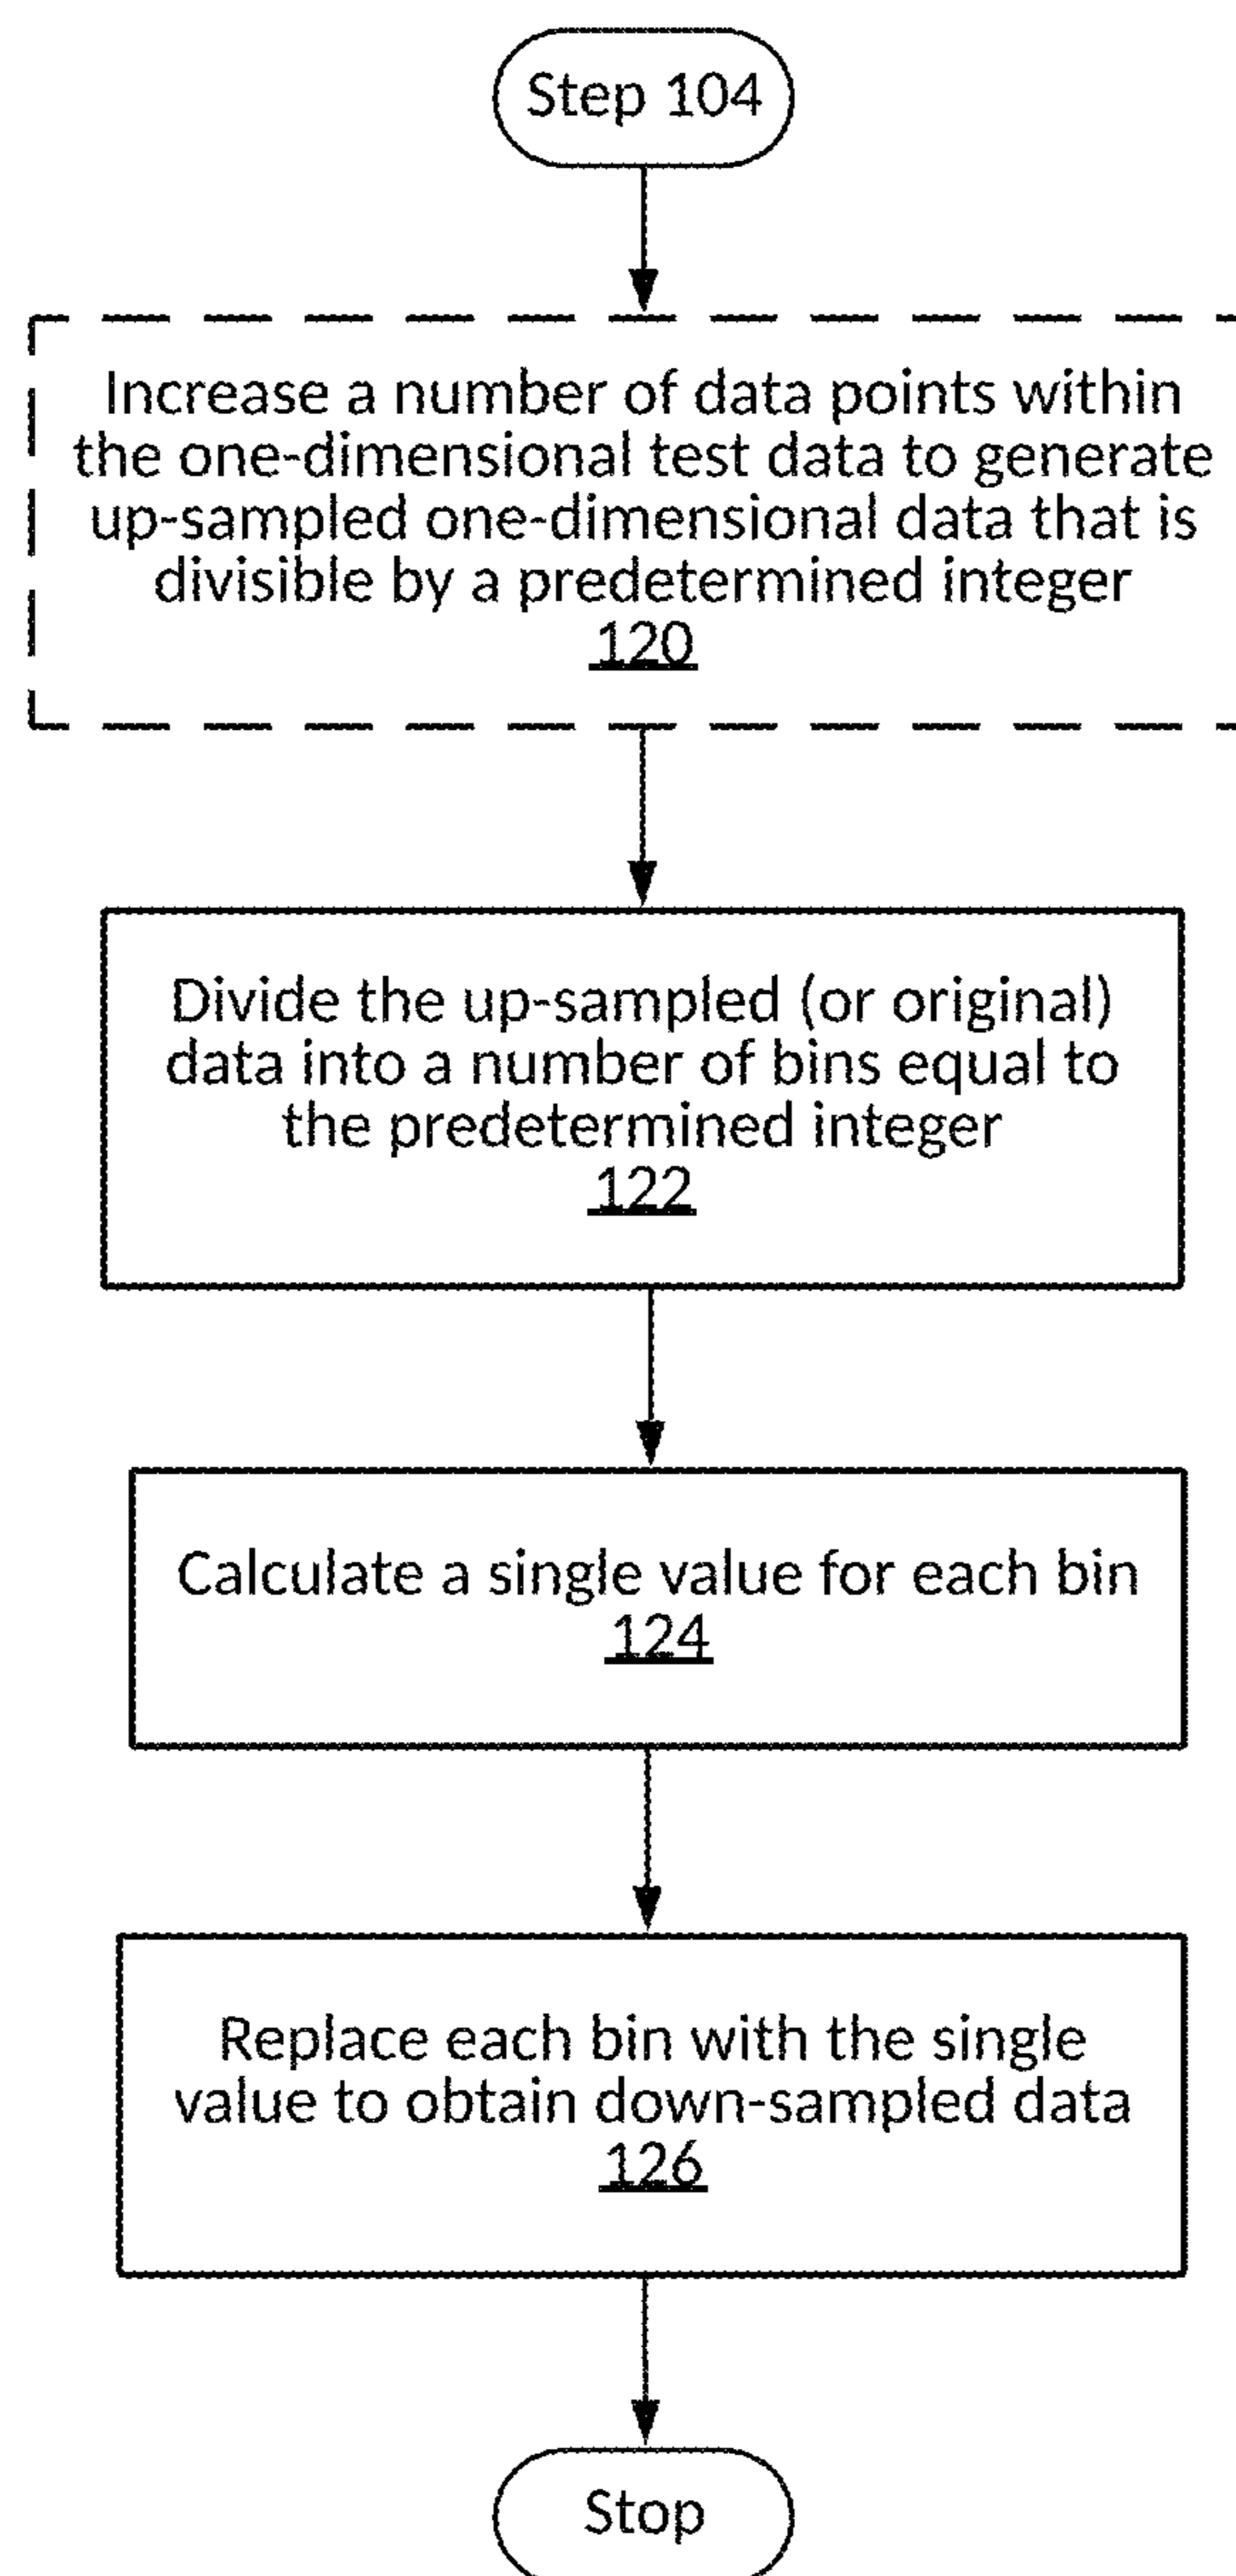 Step 104
Increase a number of data points within
the one-dimensional test data to generate
up-sampled one-dimensional data that is
divisible by a predetermined integer
120
Divide the up-sampled (or original)
data into a number of bins equal to
the predetermined integer
122
Calculate a single value for each bin
124
Replace each bin with the single
value to obtain down-sampled data
126
Stop